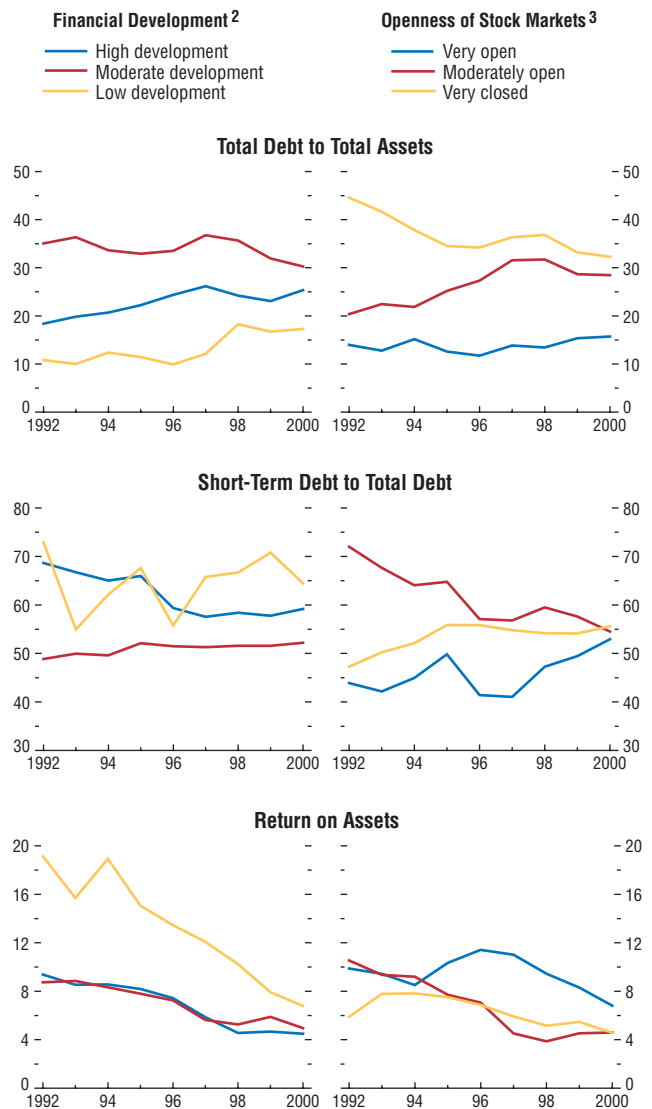 Financial Development 2
High development
Moderate development
Low development
Openness of Stock Markets 3
Very open
Moderately open
Very closed
Total Debt to Total Assets
50
40
30
20
10
0
1992 94 96 98 2000
50
40
30
20
10
0
1992 94 96 98 2000
Short-Term Debt to Total Debt
80
70
60
50
40
30
1992 94 96 98 2000
80
70
60
50
40
30
1992 94 96 98 2000
Return on Assets
20
16
12
8
4
0
1992 94 96 98 2000
20
16
12
8
4
0
1992 94 96 98 2000